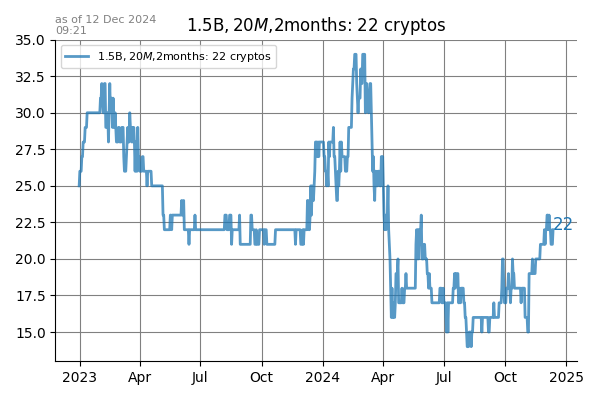 as of 12 Dec 2024
09:21
1.5B, 20M,2months: 22 cryptos
1.5B, 20M,2months: 22 cryptos
35.0
32.5
30.0
27.5
25.0
22.5
20.0
17.5
15.0
22
2023
Apr
Jul
Oct
2024
Apr
Jul
Oct
2025